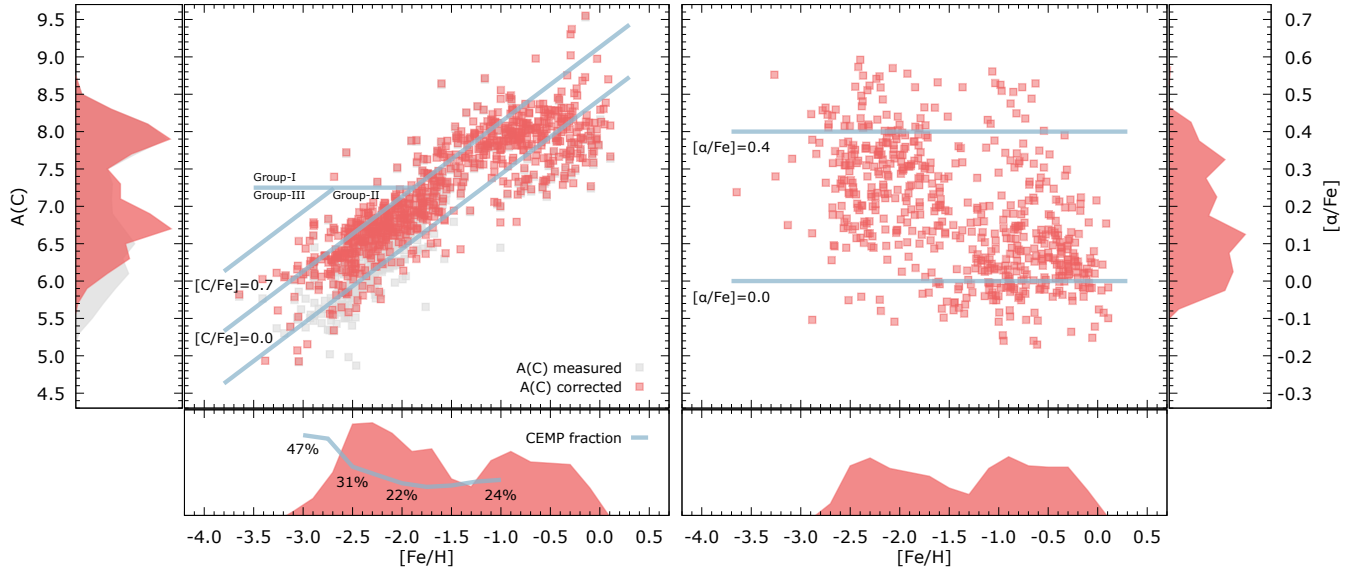 9.5
9.0
8.5
8.0
7.5
7.0
6.5
6.0
5.5
5.0
4.5
A(C)
Group-I
Group-III
Group-II
[C/Fe]=0.7
[C/Fe]=0.0
A(C) measured
A(C) corrected
[α/Fe]=0.4
[α/Fe]=0.0
0.7
0.6
0.5
0.4
0.3
0.2
0.1
0.0
-0.1
-0.2
-0.3
[α/Fe]
CEMP fraction
47%
31%
22%
24%
-4.0 -3.5 -3.0 -2.5 -2.0 -1.5 -1.0 -0.5 0.0 0.5
[Fe/H]
-4.0 -3.5 -3.0 -2.5 -2.0 -1.5 -1.0 -0.5 0.0 0.5
[Fe/H]